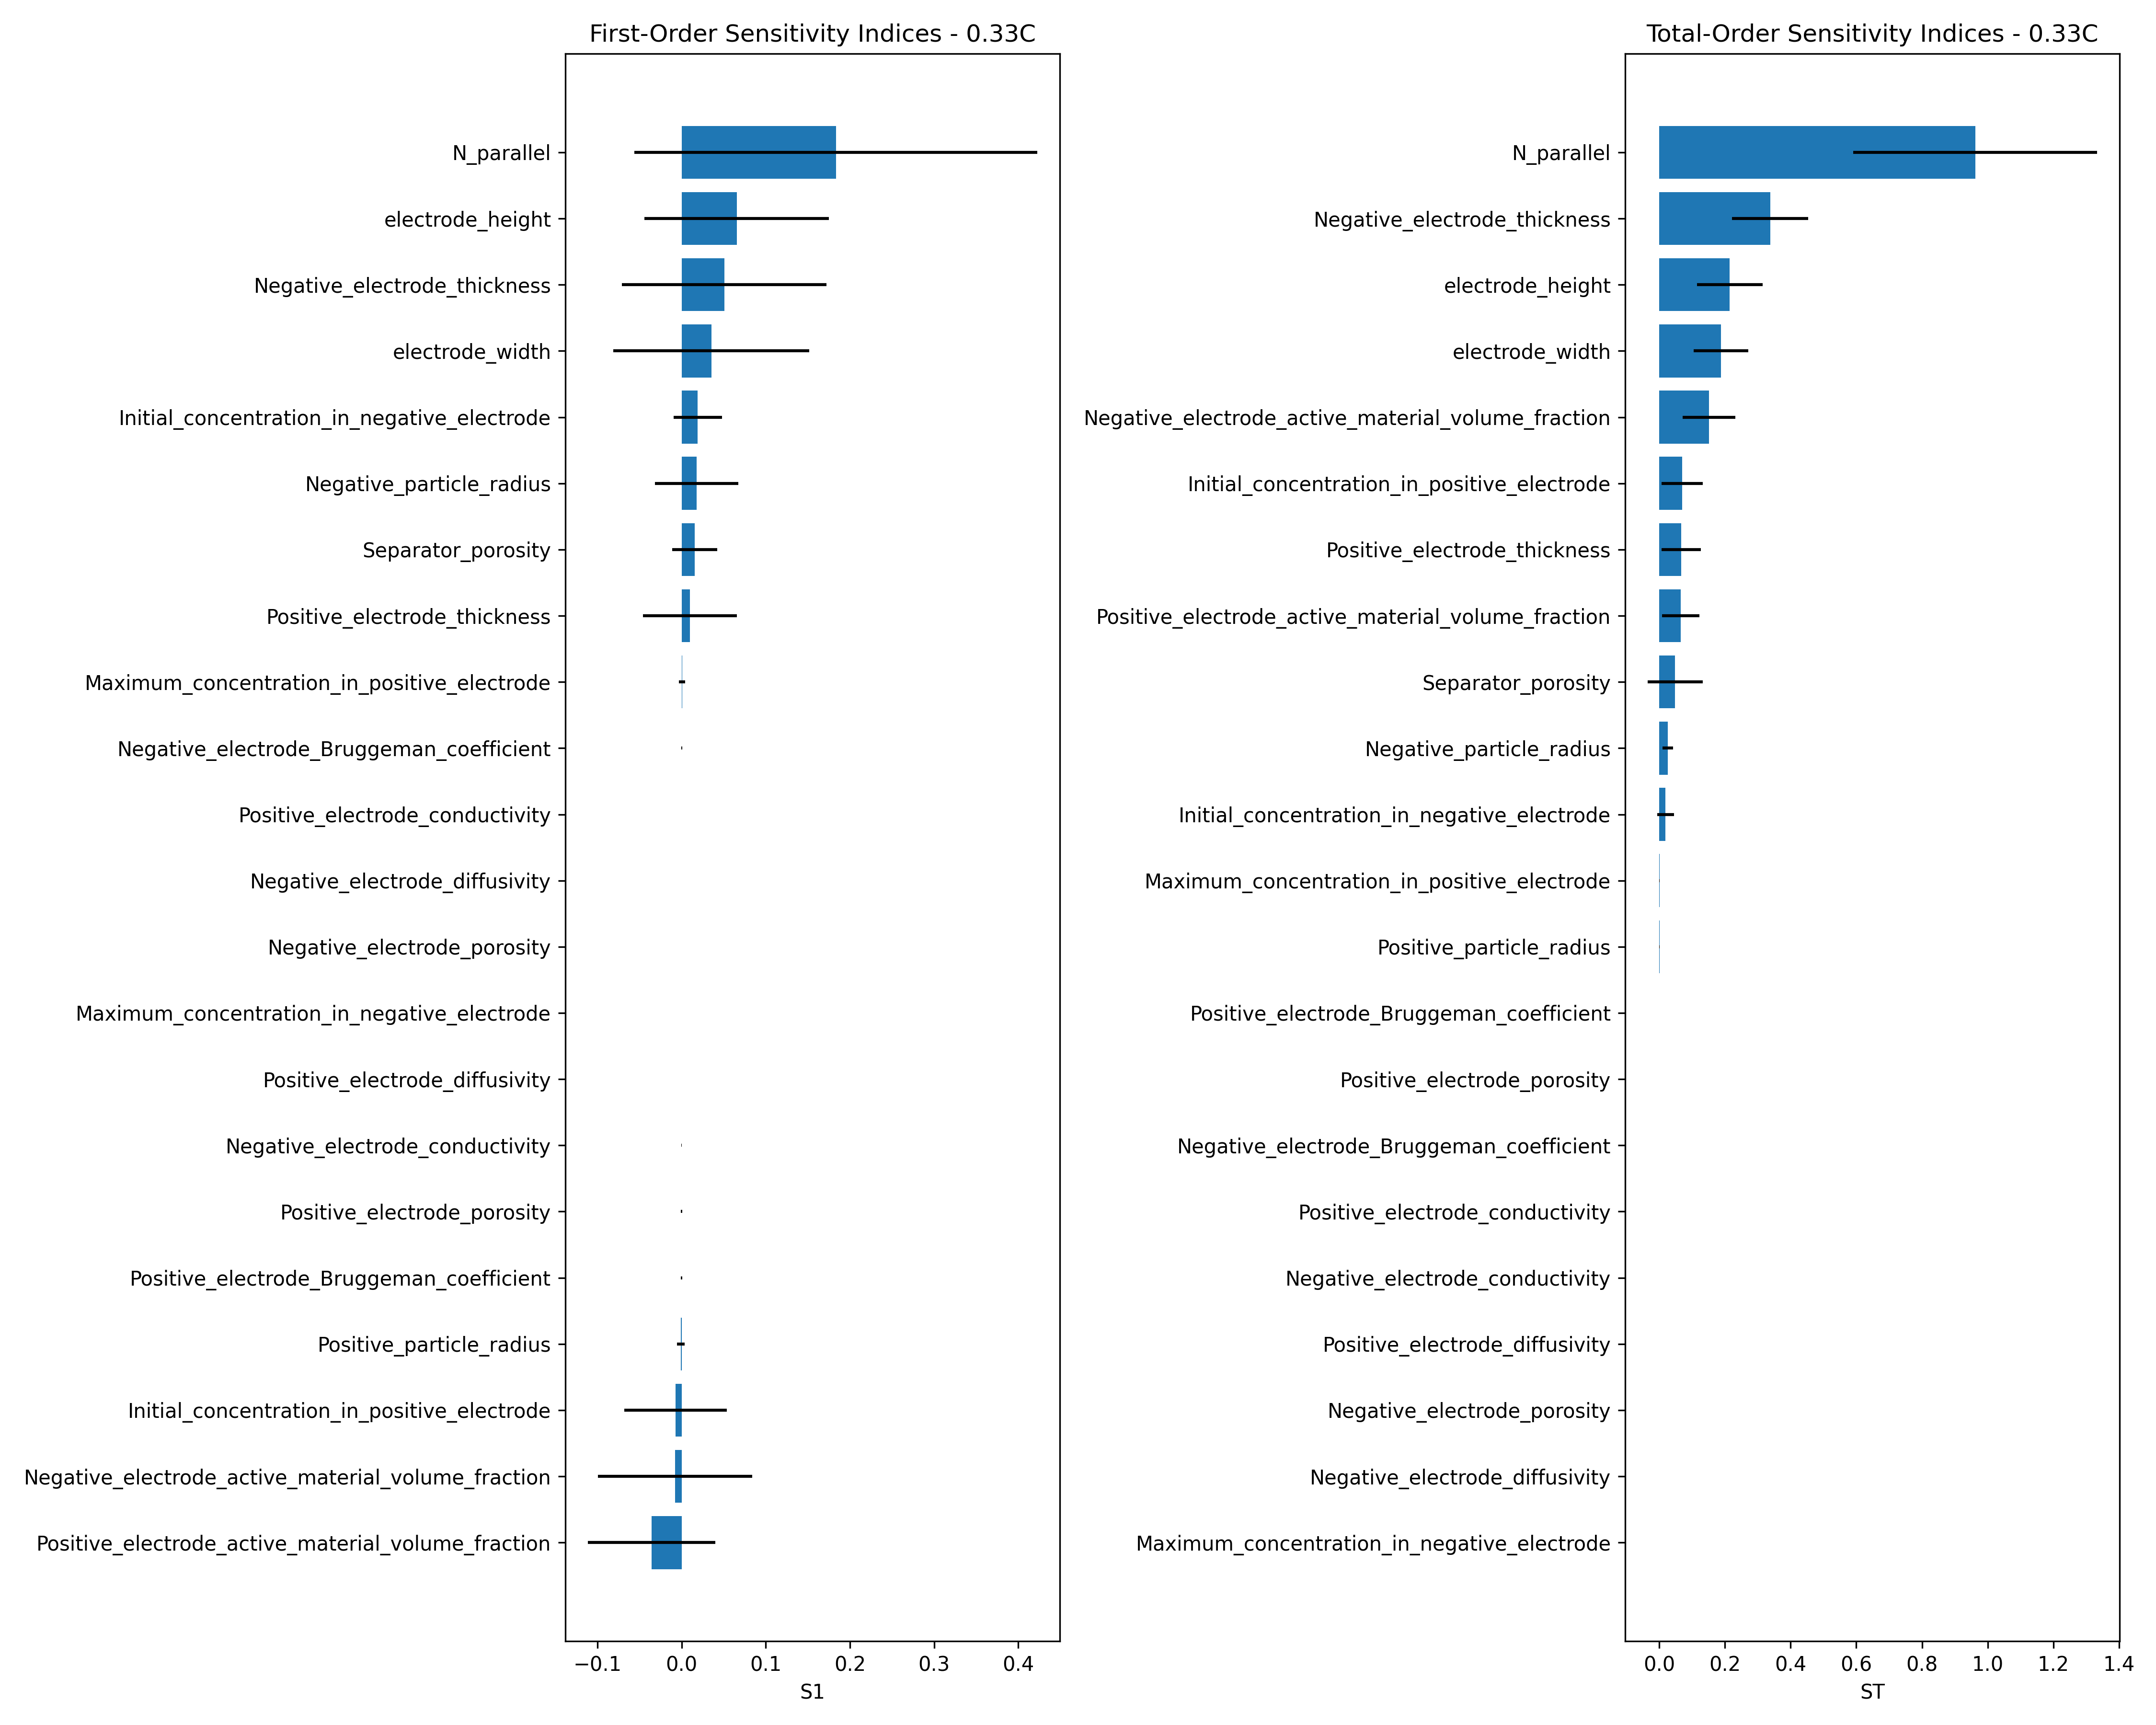 First-Order Sensitivity Indices - 0.33C
N_parallel
electrode_height
Negative_electrode_thickness
electrode_width
Initial_concentration_in_negative_electrode
Negative_particle_radius
Separator_porosity
Positive_electrode_thickness
Maximum_concentration_in_positive_electrode
Negative_electrode_Bruggeman_coefficient
Positive_electrode_conductivity
Negative_electrode_diffusivity
Negative_electrode_porosity
Maximum_concentration_in_negative_electrode
Positive_electrode_diffusivity
Negative_electrode_conductivity
Positive_electrode_porosity
Positive_electrode_Bruggeman_coefficient
Positive_particle_radius
Initial_concentration_in_positive_electrode
Negative_electrode_active_material_volume_fraction
Positive_electrode_active_material_volume_fraction
−0.1 0.0 0.1 0.2 0.3 0.4
S1
Total-Order Sensitivity Indices - 0.33C
N_parallel
Negative_electrode_thickness
electrode_height
electrode_width
Negative_electrode_active_material_volume_fraction
Initial_concentration_in_positive_electrode
Positive_electrode_thickness
Positive_electrode_active_material_volume_fraction
Separator_porosity
Negative_particle_radius
Initial_concentration_in_negative_electrode
Maximum_concentration_in_positive_electrode
Positive_particle_radius
Positive_electrode_Bruggeman_coefficient
Positive_electrode_porosity
Negative_electrode_Bruggeman_coefficient
Positive_electrode_conductivity
Negative_electrode_conductivity
Positive_electrode_diffusivity
Negative_electrode_porosity
Negative_electrode_diffusivity
Maximum_concentration_in_negative_electrode
0.0 0.2 0.4 0.6 0.8 1.0 1.2 1.4
ST